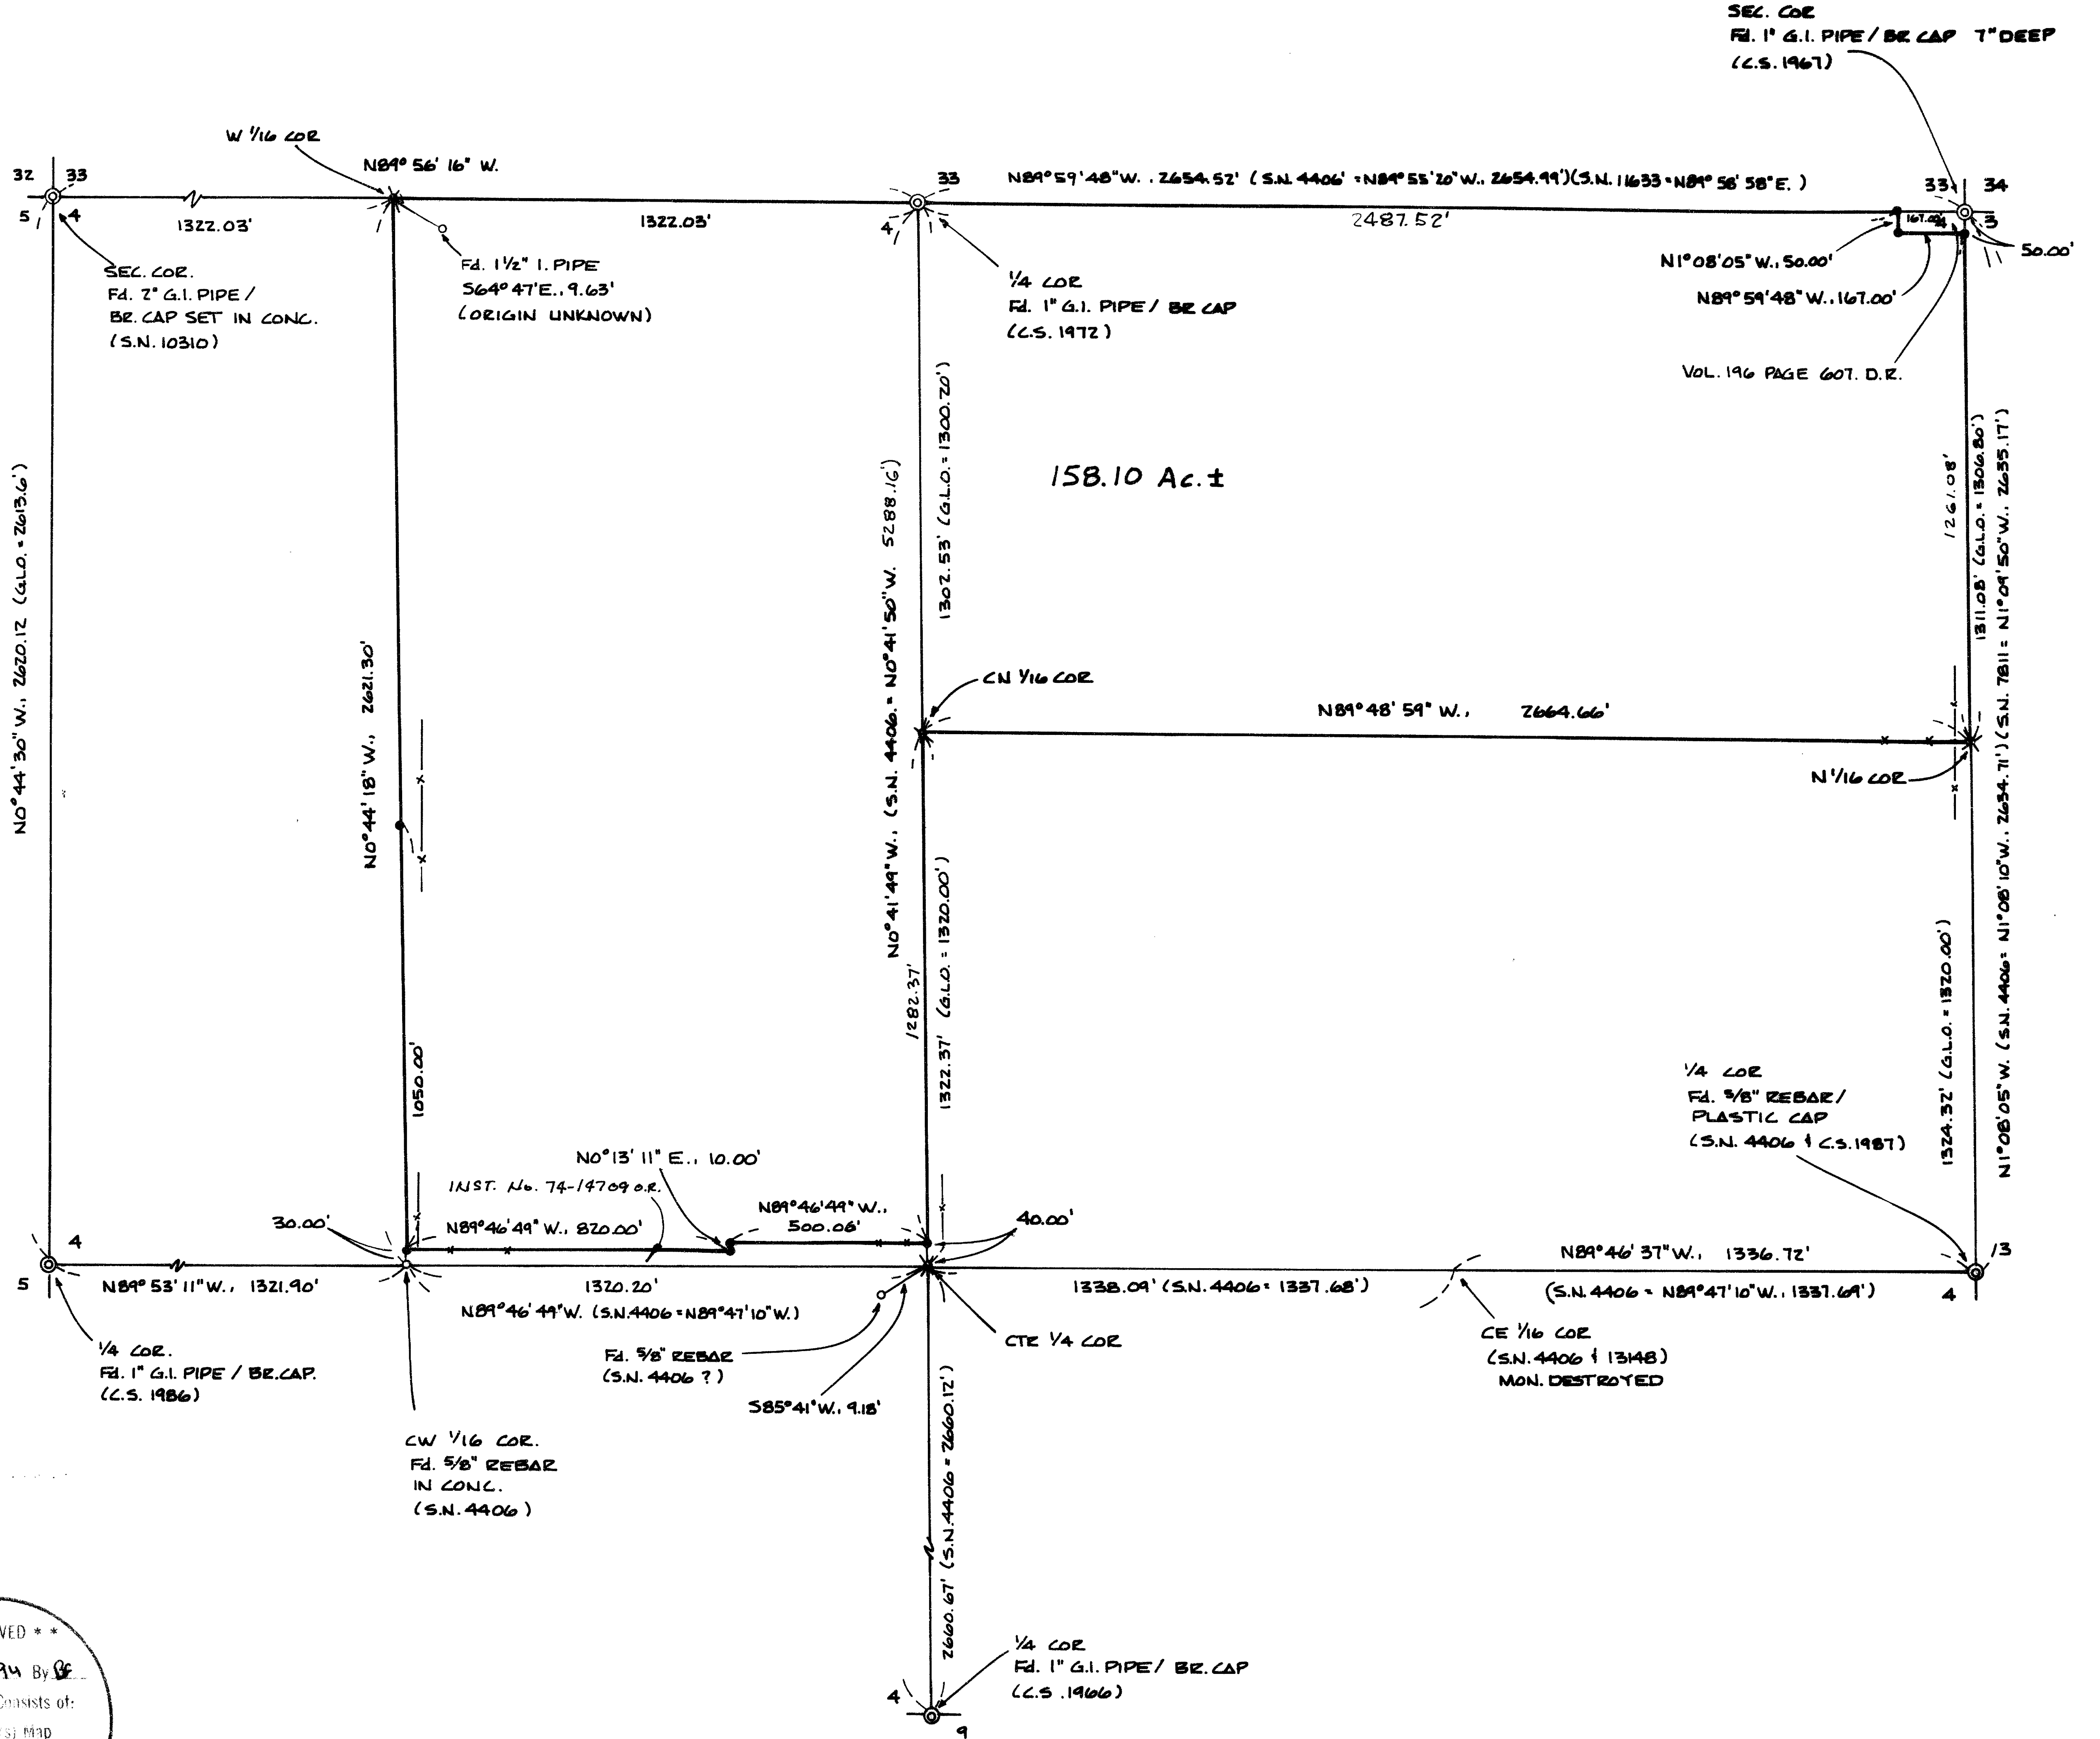 SEC. COR
Fd. 1" G.I. PIPE / BR CAP 7" DEEP
(C.S. 1967)
W 1/16 COR
N89° 56' 16" W.
32 33
5 4
1322.03'
1322.03'
33
4
N89°59'48"W., 2654.52' (S.N. 4406' = N89°55'20"W., 2654.99')(S.N. 11633 = N89° 58' 58"E.)
2487.52'
33 34
167.00'
4 3
50.00'
SEC. COR.
Fd. 2" G.I. PIPE /
BR. CAP SET IN CONC.
(S.N. 10310)
Fd. 1 1/2" I. PIPE
S64° 47'E., 9.63'
(ORIGIN UNKNOWN)
1/4 COR
Fd. 1" G.I. PIPE / BR CAP
(C.S. 1972)
N1°08'05"W., 50.00'
N89°59'48"W., 167.00'
VOL. 196 PAGE 607. D.R.
158.10 Ac.±
N0°44'30"W., 2620.12 (G.L.O. = 2613.6')
N0°44'18"W., 2621.30'
1050.00'
N0°41'49"W., (S.N. 4406. = N0°41'50"W. 5288.16')
1302.53' (G.L.O. = 1300.20')
1261.08'
1311.08' (G.L.O. = 1306.80')
N1°08'05"W. (S.N. 4406 = N1°08'10"W., 2634.71')(S.N. 7811 = N1°09'50"W., 2635.17')
CN 1/16 COR
N89°48'59"W., 2664.66'
N 1/16 COR
1282.37'
1322.37' (G.L.O. = 1320.00')
1324.32' (G.L.O. = 1320.00')
1/4 COR
Fd. 5/8" REBAR /
PLASTIC CAP
(S.N. 4406 & C.S. 1987)
N0°13'11"E., 10.00'
INST. No. 74-14709 O.R.
N89°46'49"W., 820.00'
N89°46'49"W.,
500.06'
30.00'
40.00'
4
5
N89°53'11"W., 1321.90'
1320.20'
N89°46'49"W. (S.N. 4406 = N89°47'10"W.)
1338.09' (S.N. 4406 = 1337.68')
N89°46'37"W., 1336.72'
(S.N. 4406 = N89°47'10"W., 1337.69')
3
4
1/4 COR.
Fd. 1" G.I. PIPE / BR. CAP.
(C.S. 1986)
Fd. 5/8" REBAR
(S.N. 4406 ?)
S85°41'W., 9.18'
CTR 1/4 COR
CE 1/16 COR
(S.N. 4406 & 13148)
MON. DESTROYED
CW 1/16 COR.
Fd. 5/8" REBAR
IN CONC.
(S.N. 4406)
2660.67' (S.N. 4406 = 2660.12')
1/4 COR
Fd. 1" G.I. PIPE / BR. CAP
(C.S. 1966)
4
9
VED * *
94 By
Consists of:
s) Map